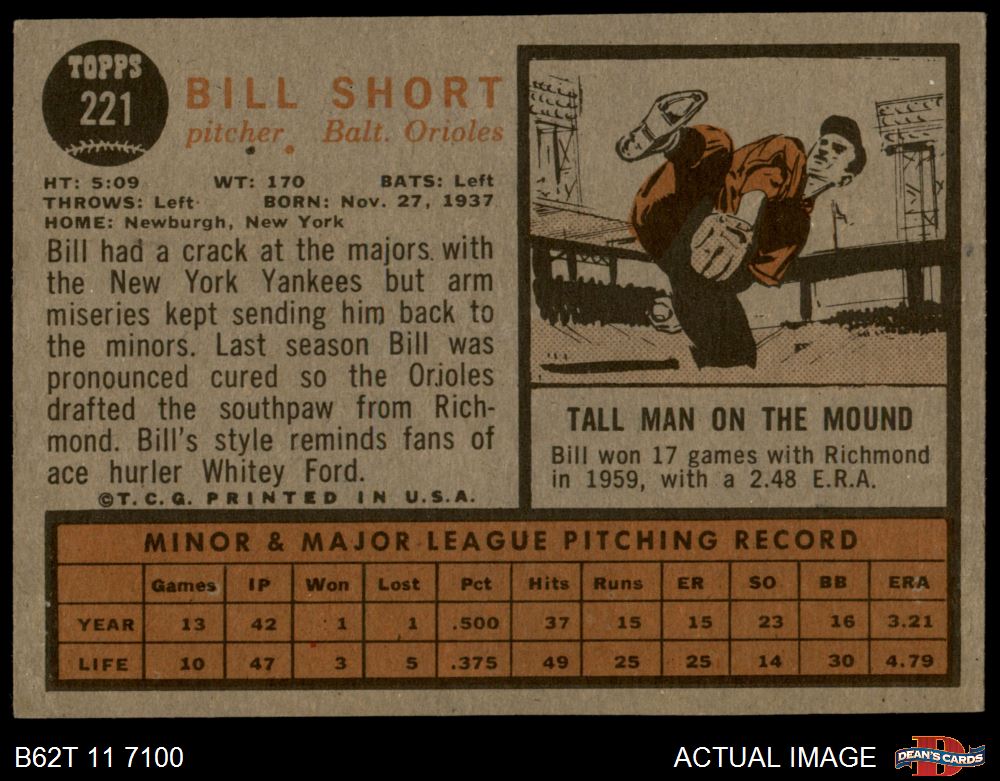 TOPPS
221
BILL SHORT
pitcher, Balt. Orioles
HT: 5:09 WT: 170 BATS: Left
THROWS: Left BORN: Nov. 27, 1937
HOME: Newburgh, New York
Bill had a crack at the majors with
the New York Yankees but arm
miseries kept sending him back to
the minors. Last season Bill was
pronounced cured so the Orioles
drafted the southpaw from Rich-
mond. Bill's style reminds fans of
ace hurler Whitey Ford.
©T.C.G. PRINTED IN U.S.A.
TALL MAN ON THE MOUND
Bill won 17 games with Richmond
in 1959, with a 2.48 E.R.A.
MINOR & MAJOR LEAGUE PITCHING RECORD
Games IP Won Lost Pct Hits Runs ER SO BB ERA
YEAR 13 42 1 1 .500 37 15 15 23 16 3.21
LIFE 10 47 3 5 .375 49 25 25 14 30 4.79
B62T 11 7100
ACTUAL IMAGE
D
DEAN'S CARDS